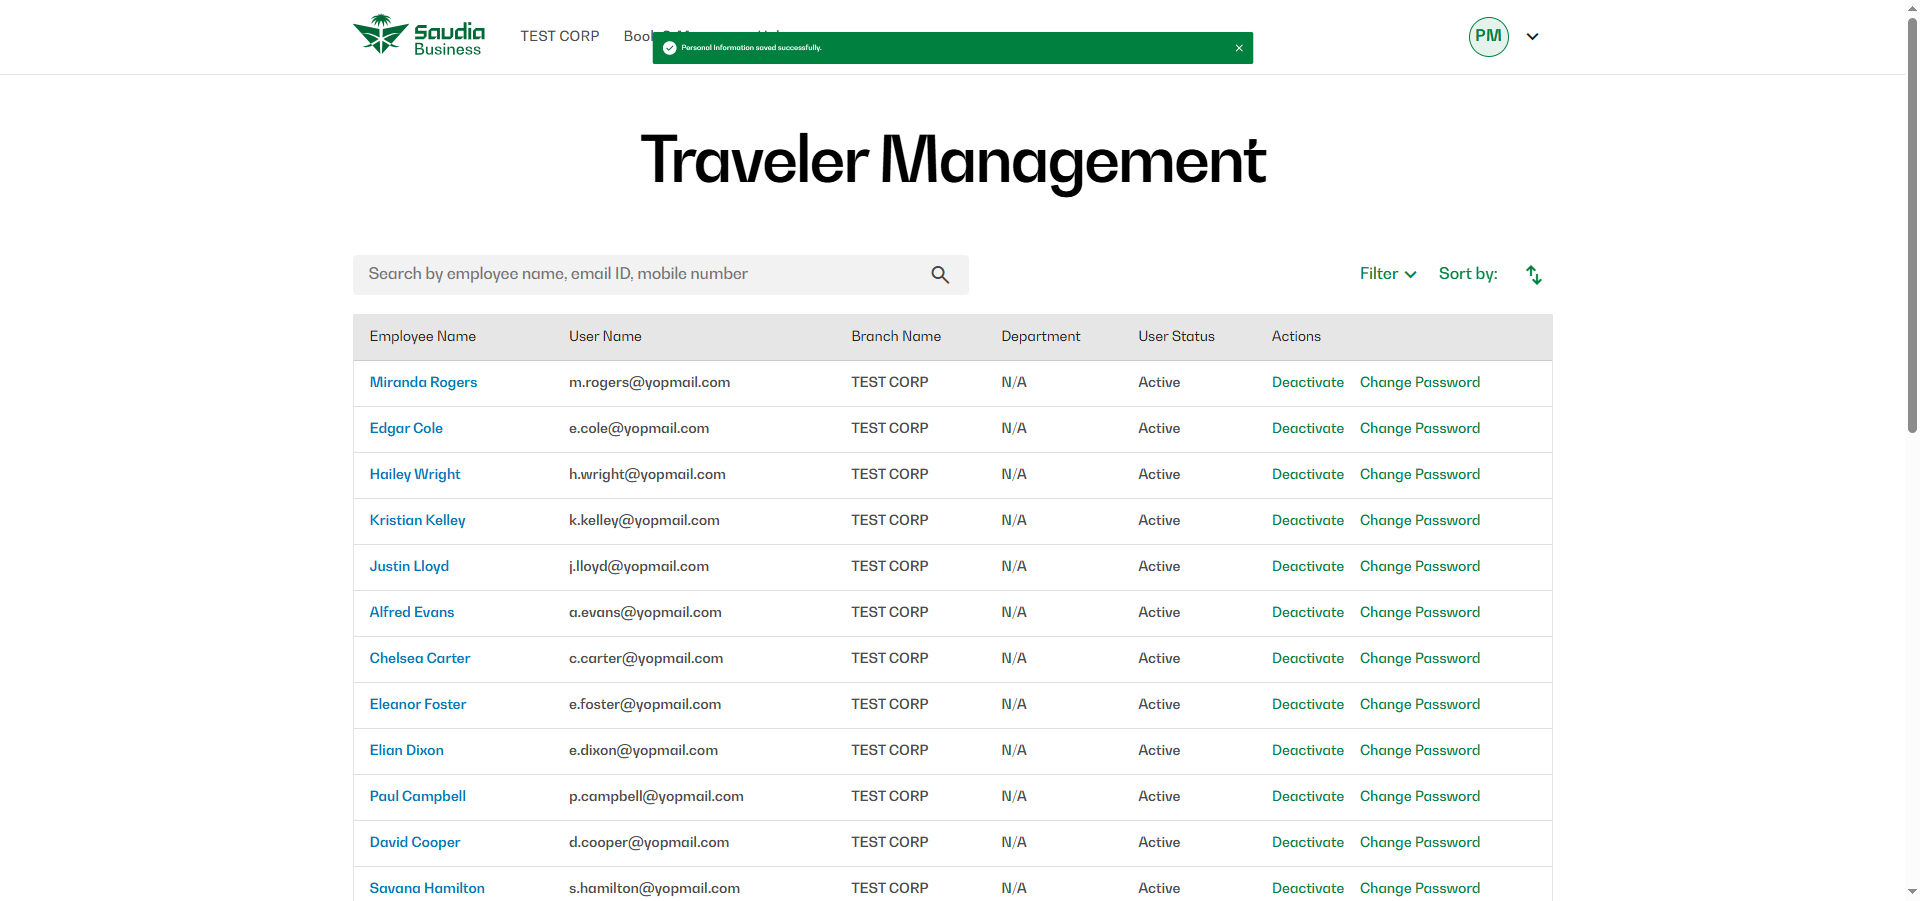 Saudia
Business
TEST CORP
PM
Personal Information saved successfully.
Traveler Management
Search by employee name, email ID, mobile number
Filter
Sort by:
Employee Name User Name Branch Name Department User Status Actions
Miranda Rogers m.rogers@yopmail.com TEST CORP N/A Active Deactivate Change Password
Edgar Cole e.cole@yopmail.com TEST CORP N/A Active Deactivate Change Password
Hailey Wright h.wright@yopmail.com TEST CORP N/A Active Deactivate Change Password
Kristian Kelley k.kelley@yopmail.com TEST CORP N/A Active Deactivate Change Password
Justin Lloyd j.lloyd@yopmail.com TEST CORP N/A Active Deactivate Change Password
Alfred Evans a.evans@yopmail.com TEST CORP N/A Active Deactivate Change Password
Chelsea Carter c.carter@yopmail.com TEST CORP N/A Active Deactivate Change Password
Eleanor Foster e.foster@yopmail.com TEST CORP N/A Active Deactivate Change Password
Elian Dixon e.dixon@yopmail.com TEST CORP N/A Active Deactivate Change Password
Paul Campbell p.campbell@yopmail.com TEST CORP N/A Active Deactivate Change Password
David Cooper d.cooper@yopmail.com TEST CORP N/A Active Deactivate Change Password
Savana Hamilton s.hamilton@yopmail.com TEST CORP N/A Active Deactivate Change Password